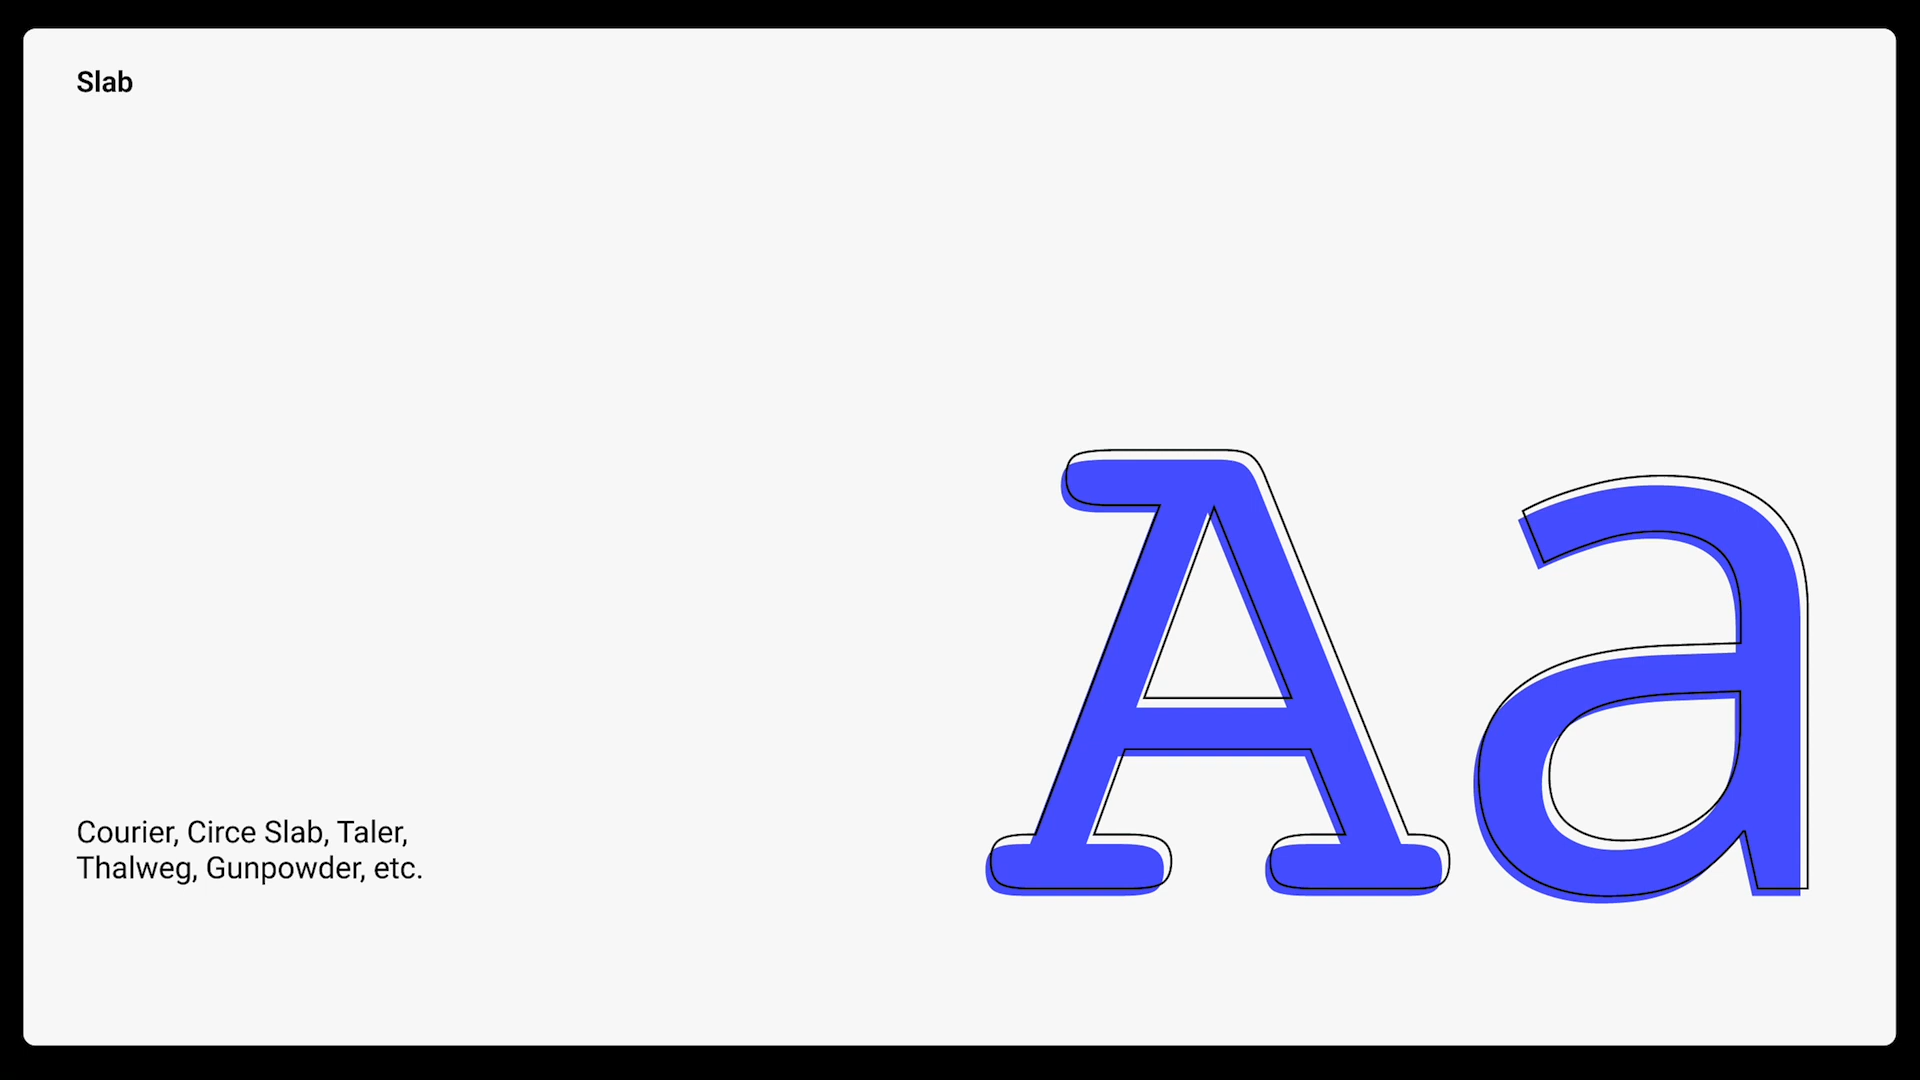 Slab
Aa
Courier, Circe Slab, Taler,
Thalweg, Gunpowder, etc.